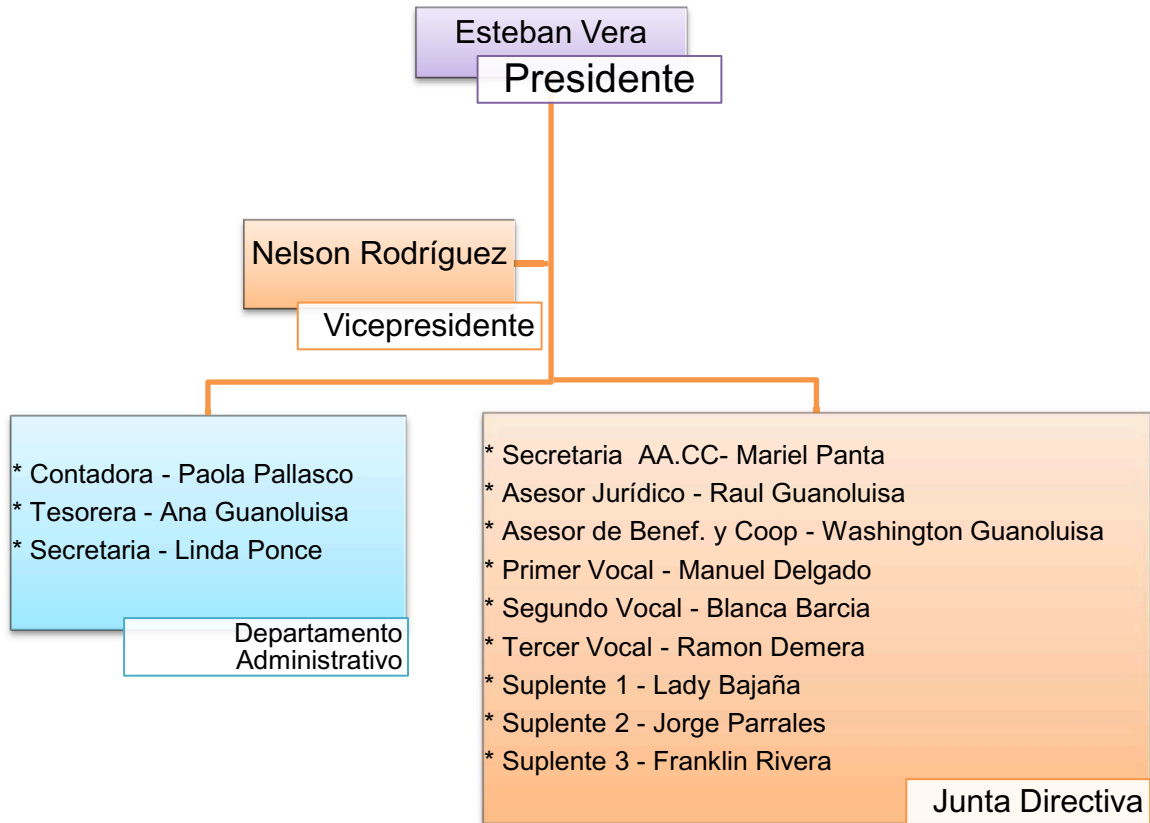 Esteban Vera
Presidente
Nelson Rodríguez
Vicepresidente
* Contadora - Paola Pallasco
* Tesorera - Ana Guanoluisa
* Secretaria - Linda Ponce
Departamento
Administrativo
* Secretaria  AA.CC- Mariel Panta
* Asesor Jurídico - Raul Guanoluisa
* Asesor de Benef. y Coop - Washington Guanoluisa
* Primer Vocal - Manuel Delgado
* Segundo Vocal - Blanca Barcia
* Tercer Vocal - Ramon Demera
* Suplente 1 - Lady Bajaña
* Suplente 2 - Jorge Parrales
* Suplente 3 - Franklin Rivera
Junta Directiva